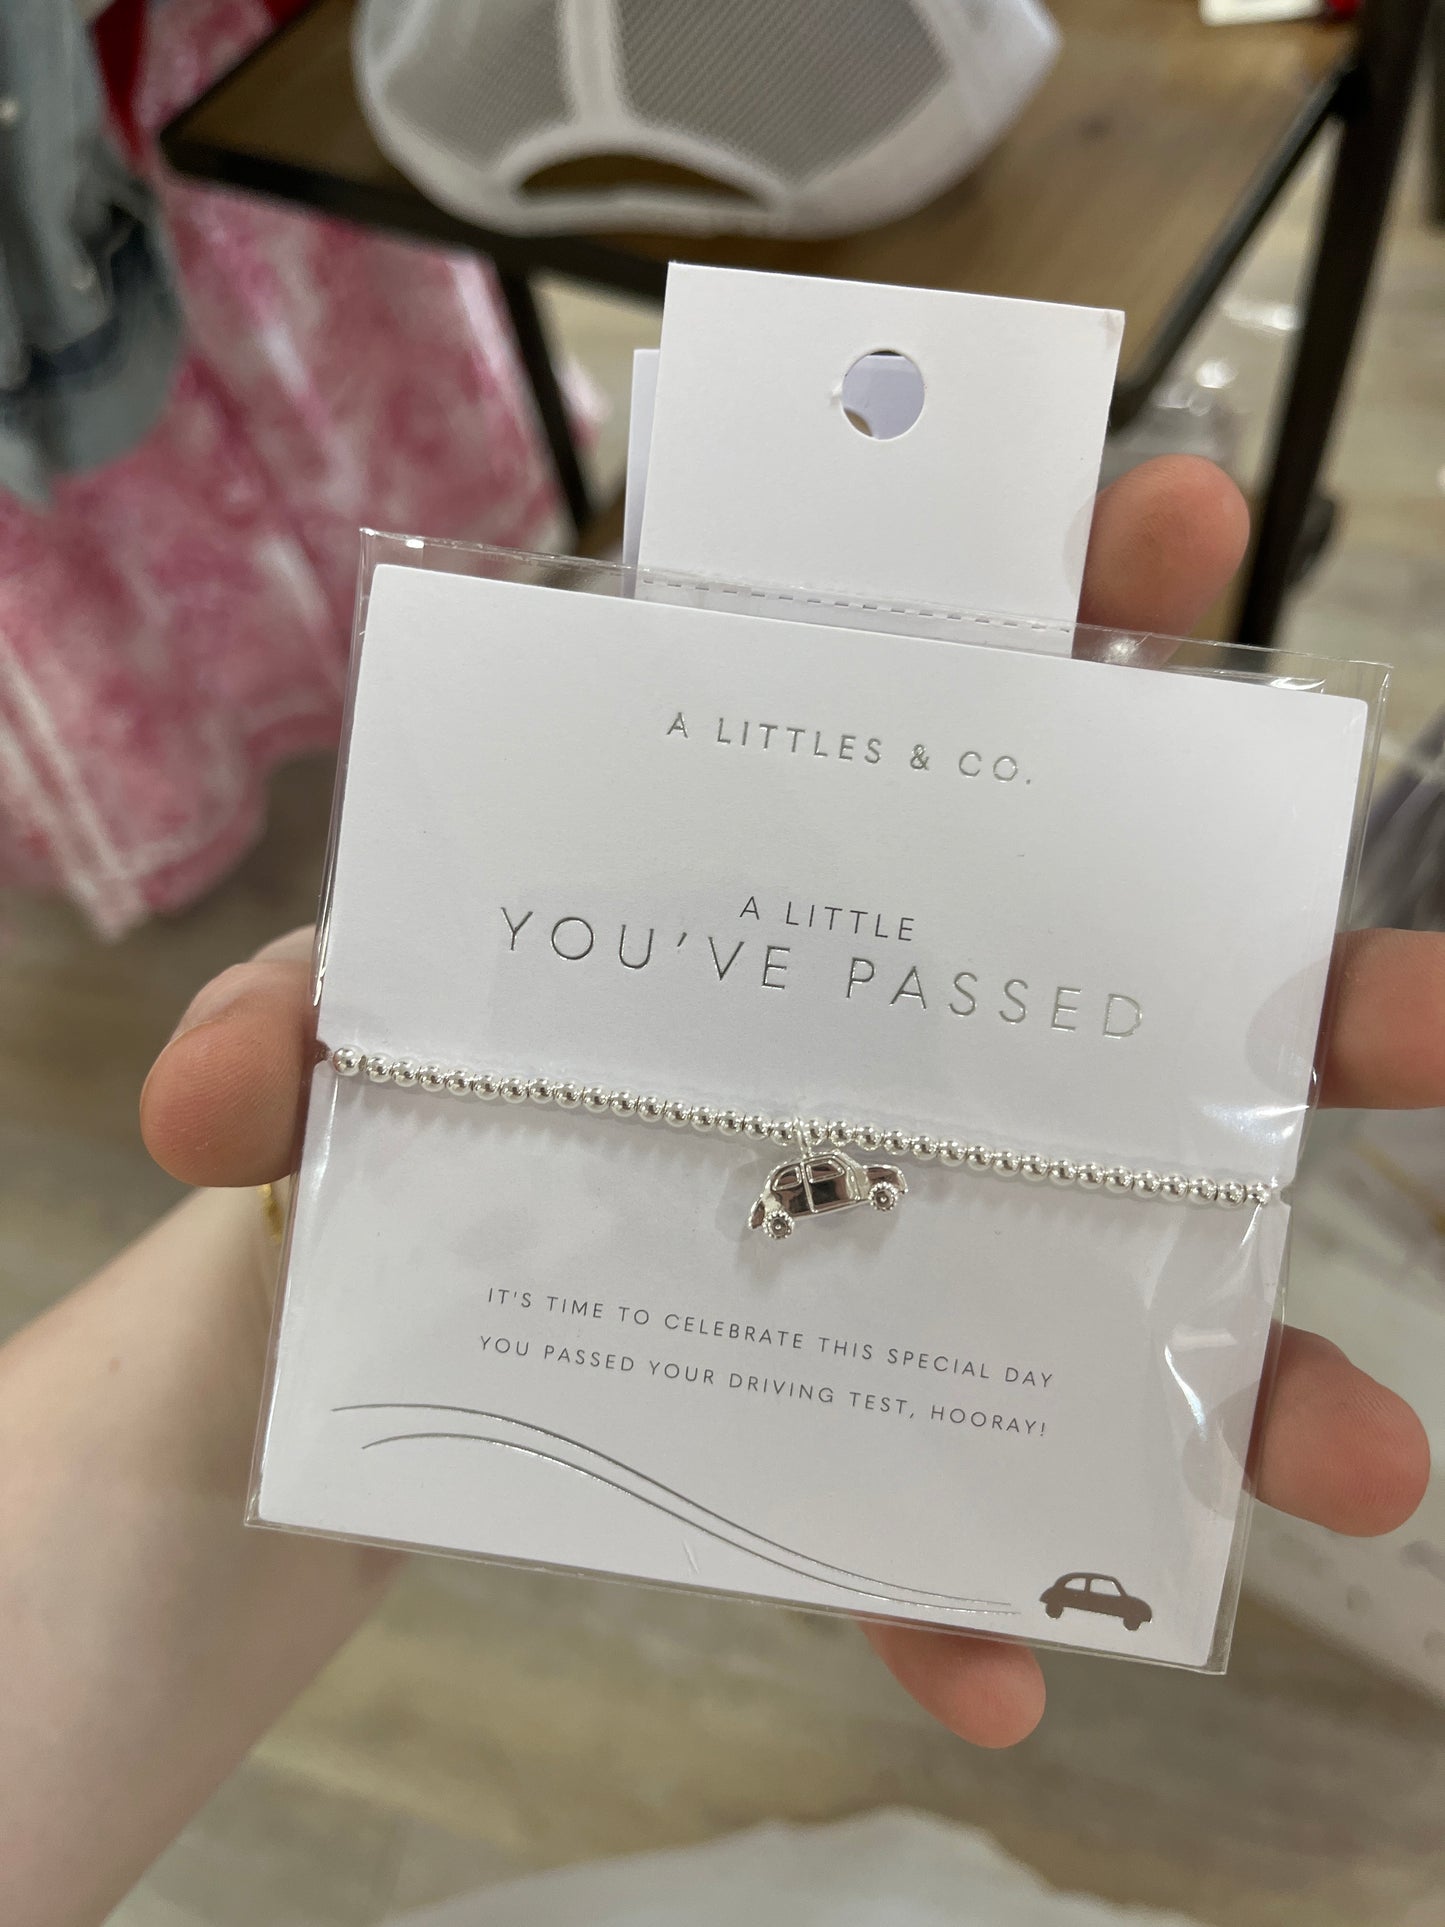 A LITTLES & CO.
A LITTLE
YOU'VE PASSED
IT'S TIME TO CELEBRATE THIS SPECIAL DAY
YOU PASSED YOUR DRIVING TEST, HOORAY!